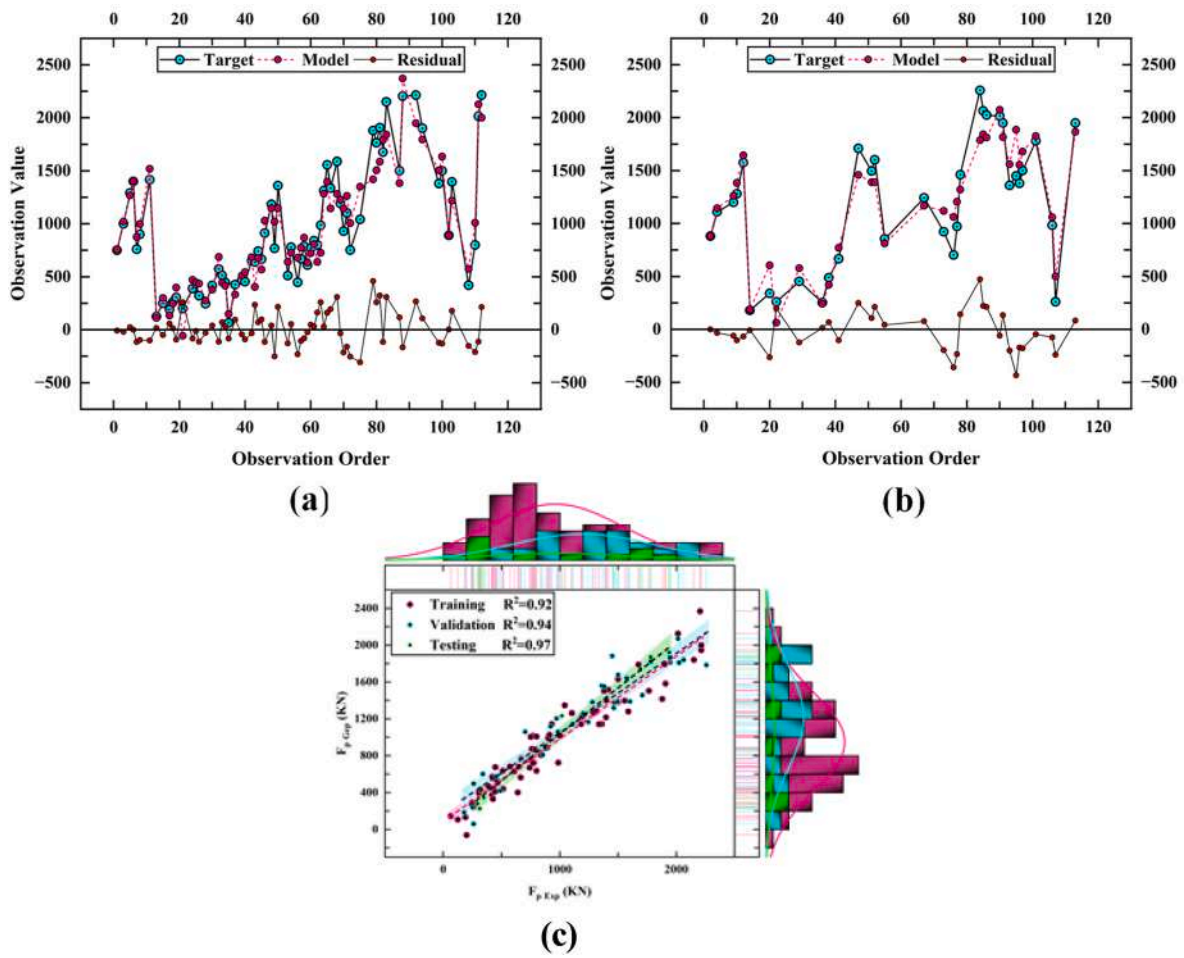 0 20 40 60 80 100 120
0 20 40 60 80 100 120
Target Model Residual
Target Model Residual
2500 2500 2500 2500
2000 2000 2000 2000
1500 1500 1500 1500
1000 1000 1000 1000
500 500 500 500
0 0 0 0
−500 −500 −500 −500
Observation Value
Observation Value
0 20 40 60 80 100 120
0 20 40 60 80 100 120
Observation Order
Observation Order
(a)
(b)
Training R²=0.92
Validation R²=0.94
Testing R²=0.97
2400
2000
1600
1200
800
400
0
F p Gep (KN)
0 1000 2000
F p Exp (KN)
(c)